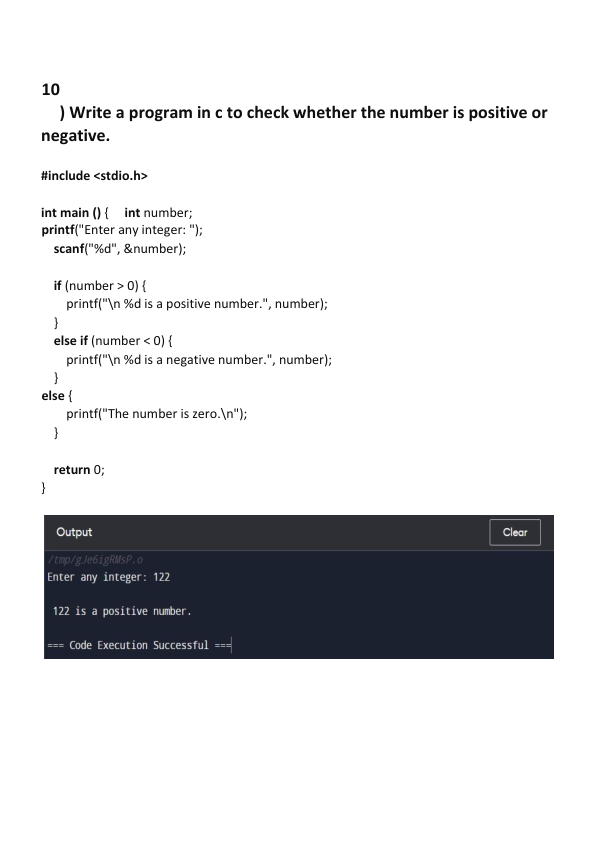 10
) Write a program in c to check whether the number is positive or
negative.
#include <stdio.h>
int main () {    int number;
printf("Enter any integer: ");
scanf("%d", &number);
if (number > 0) {
printf("\n %d is a positive number.", number);
}
else if (number < 0) {
printf("\n %d is a negative number.", number);
}
else {
printf("The number is zero.\n");
}
return 0;
}
Output Clear
/tmp/gJe6igRMsP.o
Enter any integer: 122
122 is a positive number.
=== Code Execution Successful ===